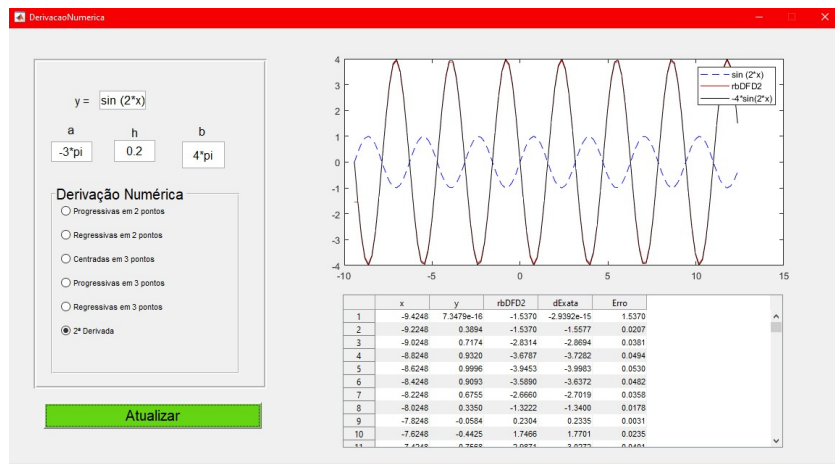 DerivacaoNumerica
y = sin (2*x)
a h b
-3*pi 0.2 4*pi
Derivação Numérica
Progressivas em 2 pontos
Regressivas em 2 pontos
Centradas em 3 pontos
Progressivas em 3 pontos
Regressivas em 3 pontos
2ª Derivada
Atualizar
4
3
2
1
0
-1
-2
-3
-4
-10 -5 0 5 10 15
sin (2*x)
rbDFD2
-4*sin(2*x)
x y rbDFD2 dExata Erro
1 -9.4248 7.3479e-16 -1.5370 -2.9392e-15 1.5370
2 -9.2248 0.3894 -1.5370 -1.5577 0.0207
3 -9.0248 0.7174 -2.8314 -2.8694 0.0381
4 -8.8248 0.9320 -3.6787 -3.7282 0.0494
5 -8.6248 0.9996 -3.9453 -3.9983 0.0530
6 -8.4248 0.9093 -3.5890 -3.6372 0.0482
7 -8.2248 0.6755 -2.6660 -2.7019 0.0358
8 -8.0248 0.3350 -1.3222 -1.3400 0.0178
9 -7.8248 -0.0584 0.2304 0.2335 0.0031
10 -7.6248 -0.4425 1.7466 1.7701 0.0235